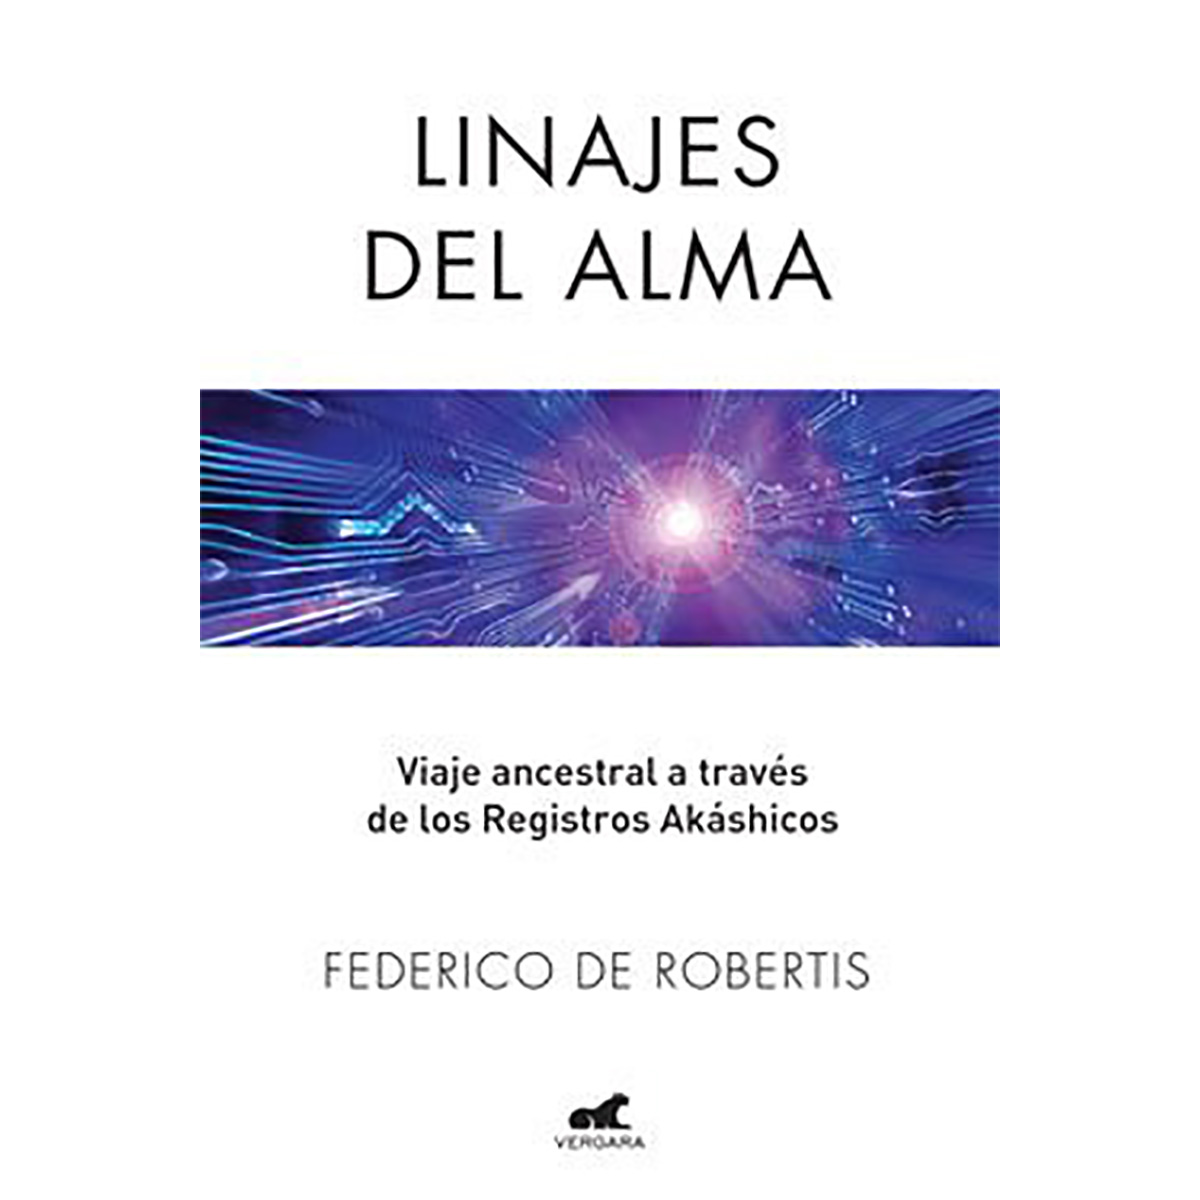 LINAJES
DEL ALMA
Viaje ancestral a través
de los Registros Akáshicos
FEDERICO DE ROBERTIS
VERGARA